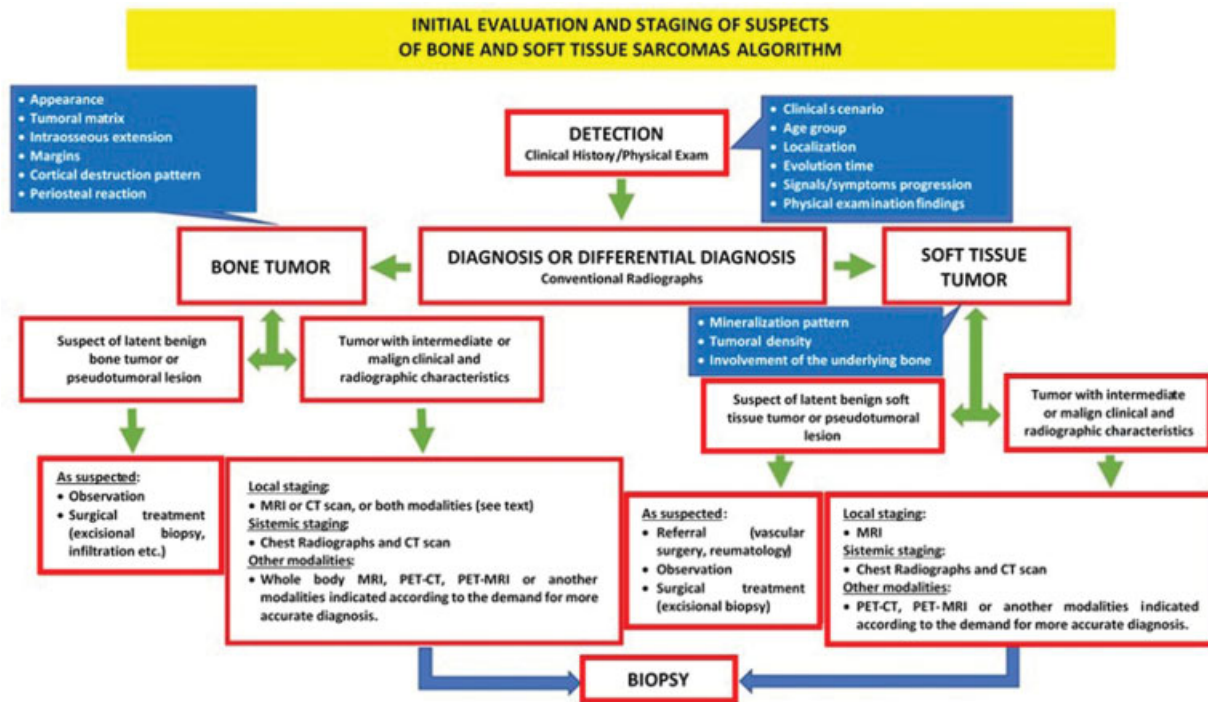 INITIAL EVALUATION AND STAGING OF SUSPECTS
OF BONE AND SOFT TISSUE SARCOMAS ALGORITHM
• Appearance
• Tumoral matrix
• Intraosseous extension
• Margins
• Cortical destruction pattern
• Periosteal reaction
DETECTION
Clinical History/Physical Exam
• Clinical scenario
• Age group
• Localization
• Evolution time
• Signals/symptoms progression
• Physical examination findings
BONE TUMOR
DIAGNOSIS OR DIFFERENTIAL DIAGNOSIS
Conventional Radiographs
SOFT TISSUE
TUMOR
• Mineralization pattern
• Tumoral density
• Involvement of the underlying bone
Suspect of latent benign
bone tumor or
pseudotumoral lesion
Tumor with intermediate or
malign clinical and
radiographic characteristics
Suspect of latent benign soft
tissue tumor or pseudotumoral
lesion
Tumor with intermediate
or malign clinical and
radiographic characteristics
As suspected:
• Observation
• Surgical treatment
(excisional biopsy,
infiltration etc.)
Local staging:
• MRI or CT scan, or both modalities (see text)
Sistemic staging:
• Chest Radiographs and CT scan
Other modalities:
• Whole body MRI, PET-CT, PET-MRI or another
modalities indicated according to the demand for more
accurate diagnosis.
As suspected:
• Referral (vascular
surgery, reumatology)
• Observation
• Surgical treatment
(excisional biopsy)
Local staging:
• MRI
Sistemic staging:
• Chest Radiographs and CT scan
Other modalities:
• PET-CT, PET-MRI or another modalities indicated
according to the demand for more accurate diagnosis.
BIOPSY